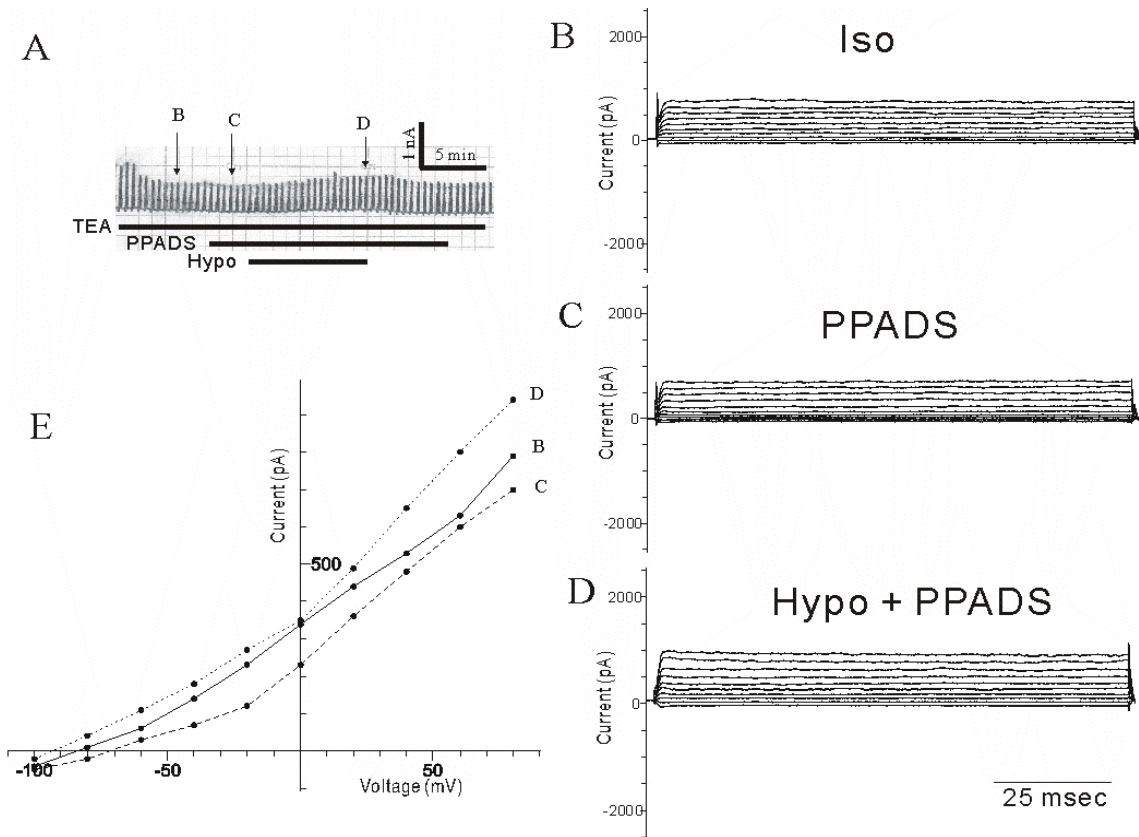 A
B
C
D
1 nA
5 min
TEA
PPADS
Hypo
B
Iso
2000
0
-2000
Current (pA)
C
PPADS
2000
0
-2000
Current (pA)
D
Hypo + PPADS
2000
0
-2000
Current (pA)
25 msec
E
D
B
C
Current (pA)
500
-100
-50
50
Voltage (mV)